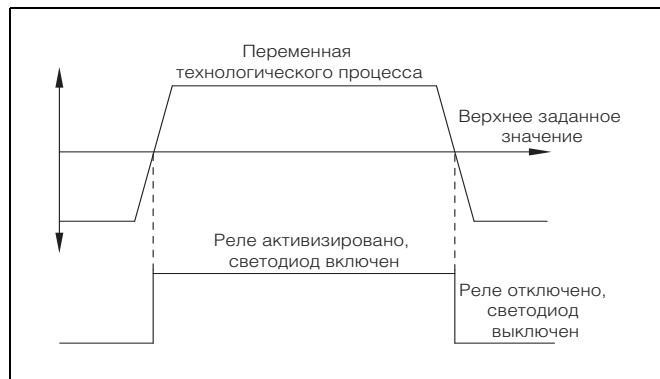 Переменная
технологического процесса
Верхнее заданное
значение
Реле активизировано,
светодиод включен
Реле отключено,
светодиод
выключен